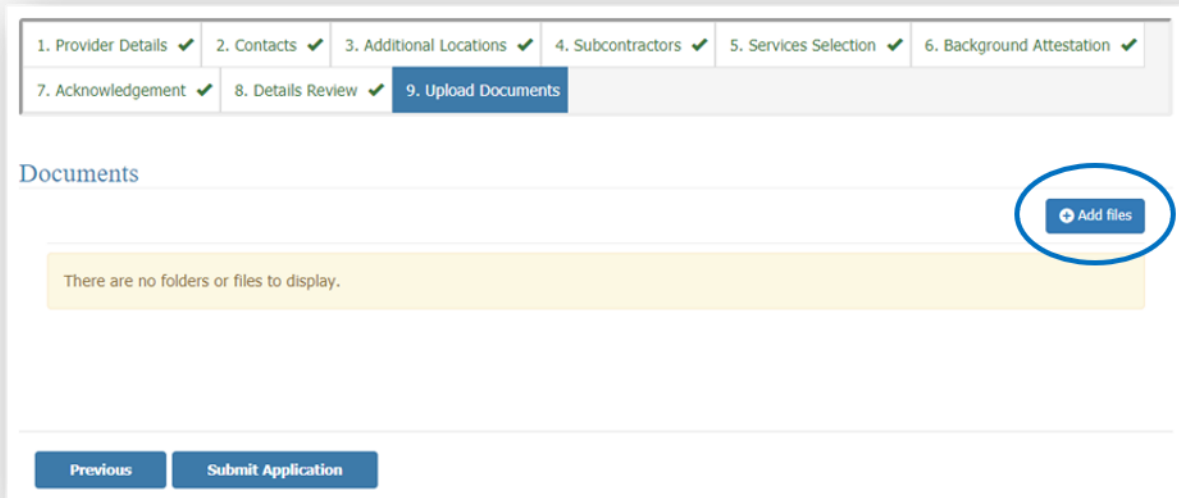 1. Provider Details ✔ 2. Contacts ✔ 3. Additional Locations ✔ 4. Subcontractors ✔ 5. Services Selection ✔ 6. Background Attestation ✔
7. Acknowledgement ✔ 8. Details Review ✔ 9. Upload Documents
Documents
Add files
There are no folders or files to display.
Previous Submit Application